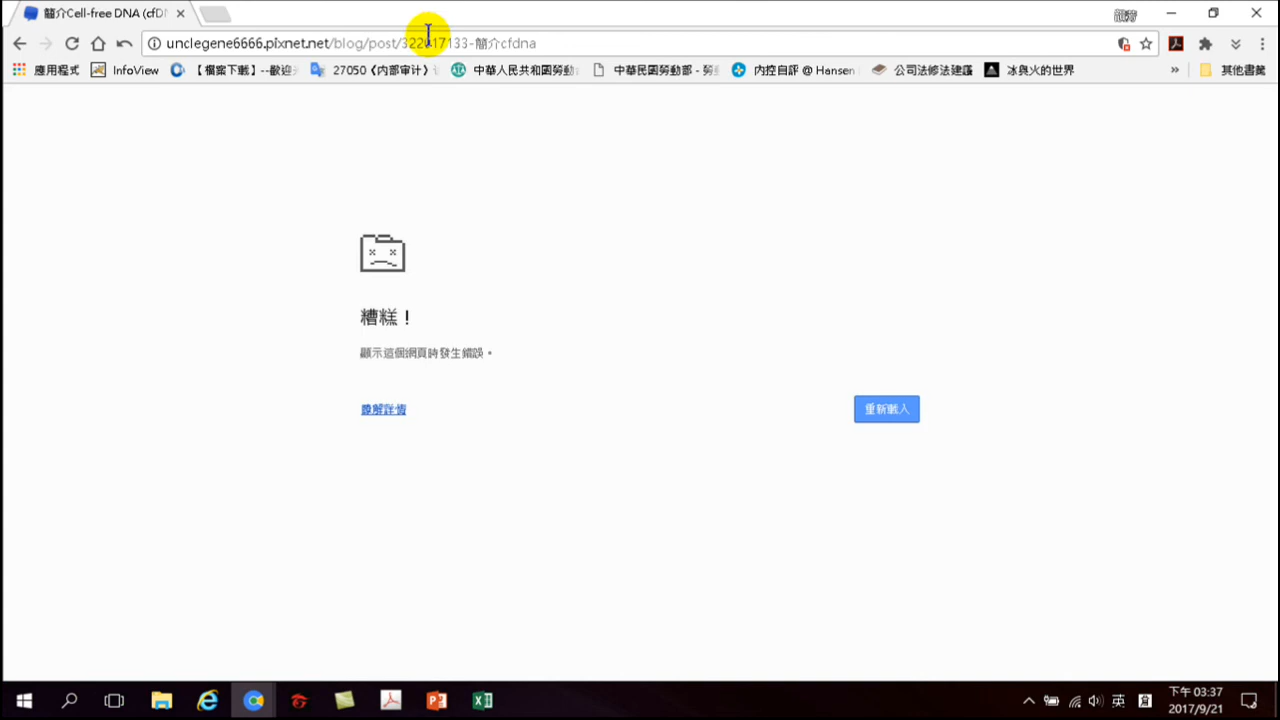 簡介Cell-free DNA (cfDN
unclegene6666.pixnet.net/blog/post/322017133-簡介cfdna
應用程式 InfoView 【檔案下載】--歡迎 27050《内部审计》 中華人民共和國勞動 中華民國勞動部 - 勞 內控自評 @ Hansen 公司法修法建議 冰與火的世界 » 其他書籤
糟糕！
顯示這個網頁時發生錯誤。
瞭解詳情 重新載入
英
下午 03:37
2017/9/21